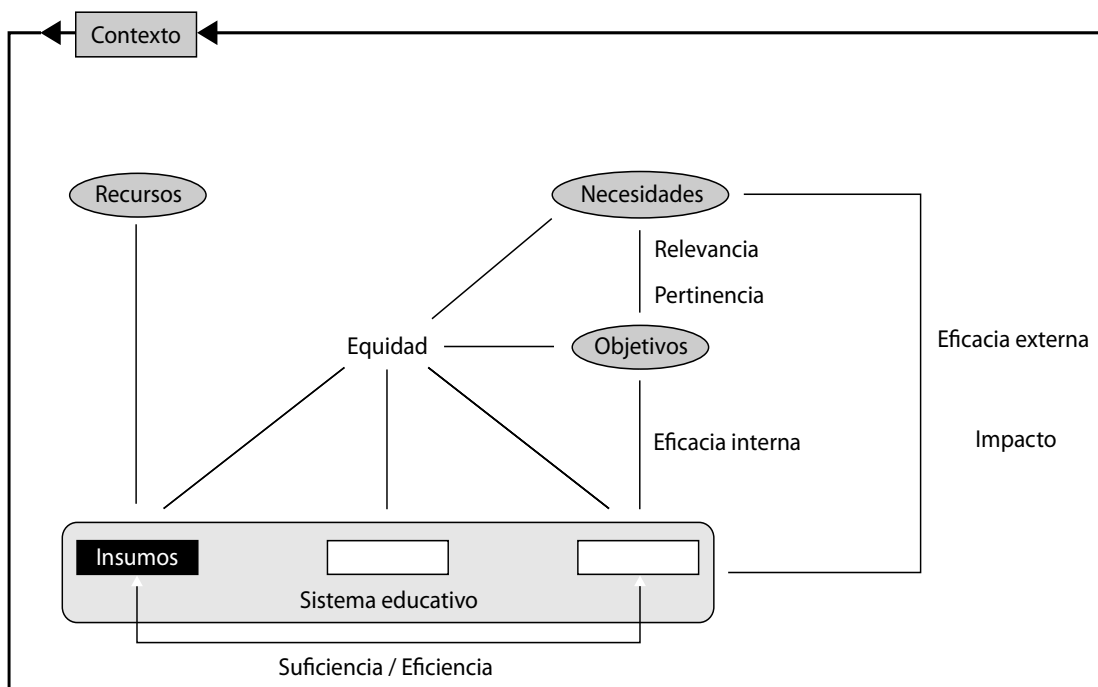 Contexto
Recursos
Necesidades
Relevancia
Pertinencia
Equidad
Objetivos
Eficacia externa
Eficacia interna
Impacto
Insumos
Sistema educativo
Suficiencia / Eficiencia